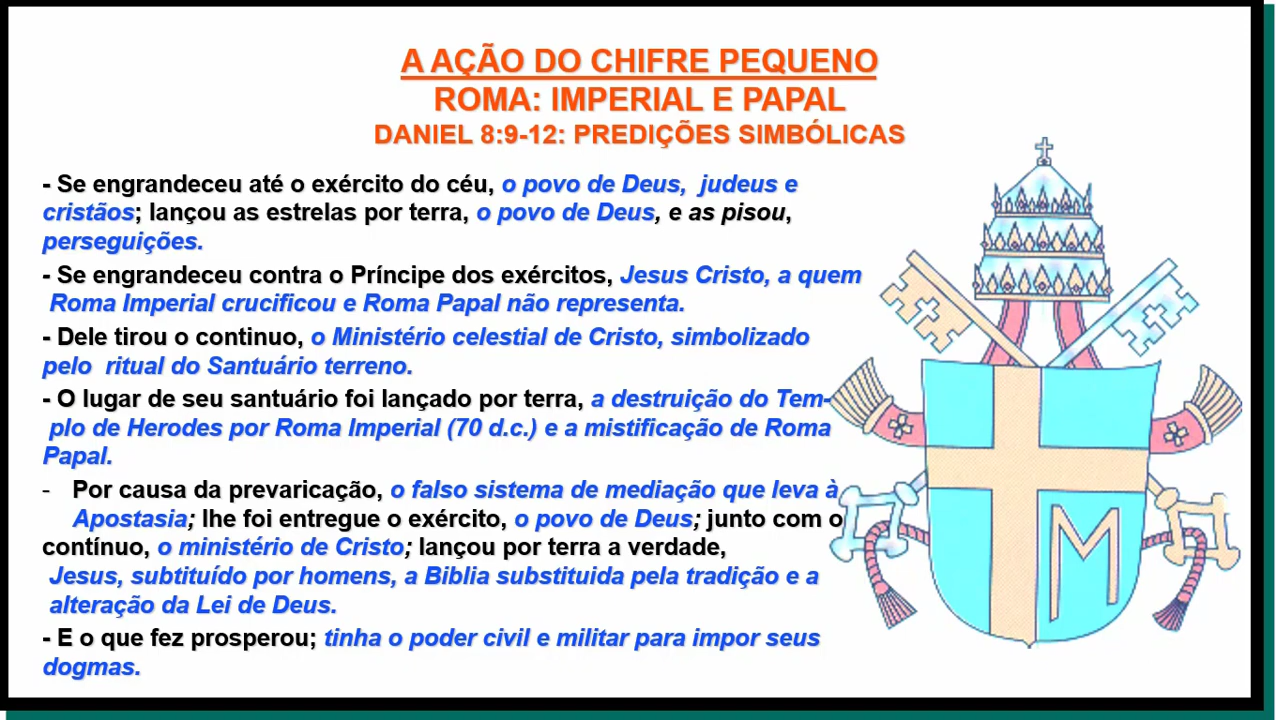 A AÇÃO DO CHIFRE PEQUENO
ROMA: IMPERIAL E PAPAL
DANIEL 8:9-12: PREDIÇÕES SIMBÓLICAS
- Se engrandeceu até o exército do céu, o povo de Deus, judeus e
cristãos; lançou as estrelas por terra, o povo de Deus, e as pisou,
perseguições.
- Se engrandeceu contra o Príncipe dos exércitos, Jesus Cristo, a quem
Roma Imperial crucificou e Roma Papal não representa.
- Dele tirou o continuo, o Ministério celestial de Cristo, simbolizado
pelo ritual do Santuário terreno.
- O lugar de seu santuário foi lançado por terra, a destruição do Tem-
plo de Herodes por Roma Imperial (70 d.c.) e a mistificação de Roma
Papal.
- Por causa da prevaricação, o falso sistema de mediação que leva à
Apostasia; lhe foi entregue o exército, o povo de Deus; junto com o
contínuo, o ministério de Cristo; lançou por terra a verdade,
Jesus, subtituído por homens, a Biblia substituida pela tradição e a
alteração da Lei de Deus.
- E o que fez prosperou; tinha o poder civil e militar para impor seus
dogmas.
M